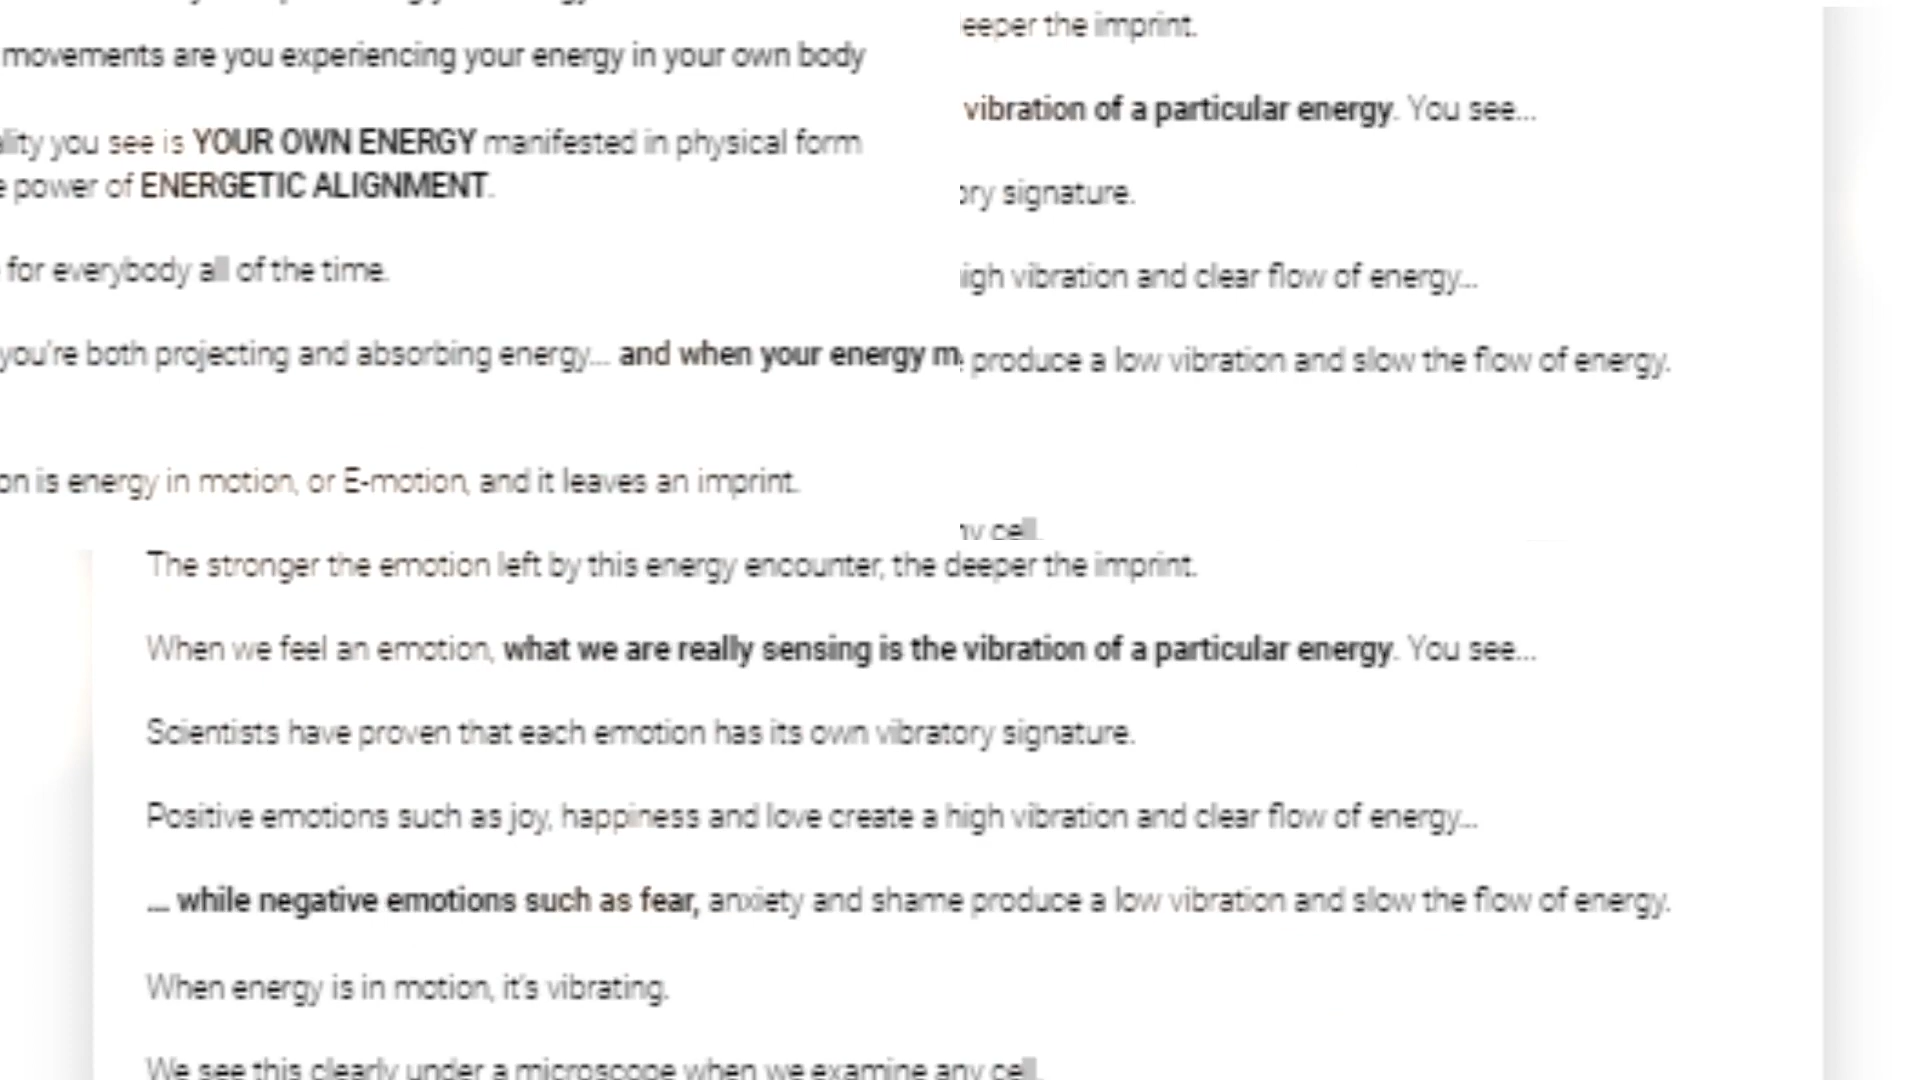 movements are you experiencing your energy in your own body
you see is YOUR OWN ENERGY manifested in physical form
power of ENERGETIC ALIGNMENT.
for everybody all of the time.
you're both projecting and absorbing energy... and when your energy
is energy in motion, or E-motion, and it leaves an imprint.
the imprint.
vibration of a particular energy. You see...
signature.
vibration and clear flow of energy...
produce a low vibration and slow the flow of energy.
cell.
The stronger the emotion left by this energy encounter, the deeper the imprint.
When we feel an emotion, what we are really sensing is the vibration of a particular energy. You see...
Scientists have proven that each emotion has its own vibratory signature.
Positive emotions such as joy, happiness and love create a high vibration and clear flow of energy...
... while negative emotions such as fear, anxiety and shame produce a low vibration and slow the flow of energy.
When energy is in motion, it's vibrating.
We see this clearly under a microscope when we examine any cell.